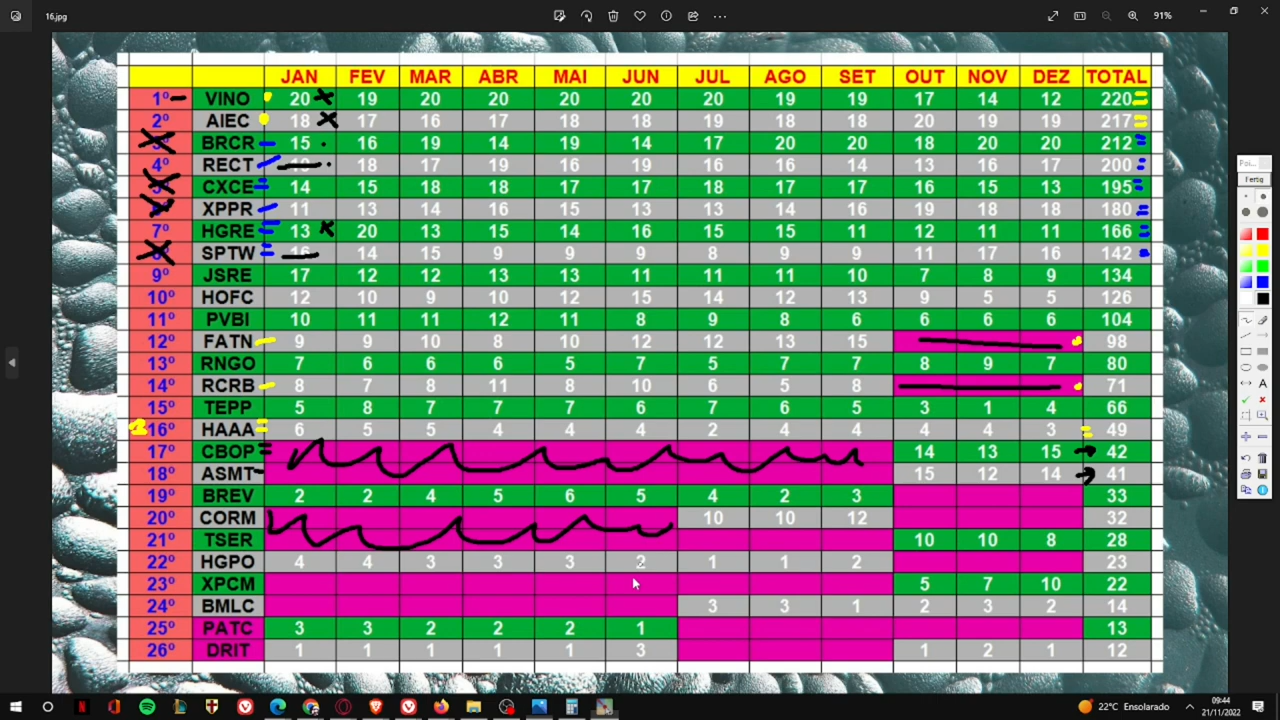 16.jpg
91%
JAN FEV MAR ABR MAI JUN JUL AGO SET OUT NOV DEZ TOTAL
1º VINO 20 19 20 20 20 20 20 19 19 17 14 12 220
2º AIEC 18 17 16 17 18 18 19 18 18 20 19 19 217
BRCR 15 16 19 14 19 14 17 20 20 18 20 20 212
4º RECT 18 17 19 16 19 16 16 14 13 16 17 200
CXCE 14 15 18 18 17 17 18 17 17 16 15 13 195
XPPR 11 13 14 16 15 13 13 14 16 19 18 18 180
7º HGRE 13 20 13 15 14 16 15 15 11 12 11 11 166
SPTW 14 15 9 9 9 8 9 9 11 17 16 142
9º JSRE 17 12 12 13 13 11 11 11 10 7 8 9 134
10º HOFC 12 10 9 10 12 15 14 12 13 9 5 5 126
11º PVBI 10 11 11 12 11 8 9 8 6 6 6 6 104
12º FATN 9 9 10 8 10 12 12 13 15 98
13º RNGO 7 6 6 6 5 7 5 7 7 8 9 7 80
14º RCRB 8 7 8 11 8 10 6 5 8 71
15º TEPP 5 8 7 7 7 6 7 6 5 3 1 4 66
16º HAAA 6 5 5 4 4 4 2 4 4 4 4 3 49
17º CBOP 14 13 15 42
18º ASMT 15 12 14 41
19º BREV 2 2 4 5 6 5 4 2 3 33
20º CORM 10 10 12 32
21º TSER 10 10 8 28
22º HGPO 4 4 3 3 3 2 1 1 2 23
23º XPCM 5 7 10 22
24º BMLC 3 3 1 2 3 2 14
25º PATC 3 3 2 2 2 1 13
26º DRIT 1 1 1 1 1 3 1 2 1 12
Poi...
Fertig
A
22°C Ensolarado
09:44
21/11/2022